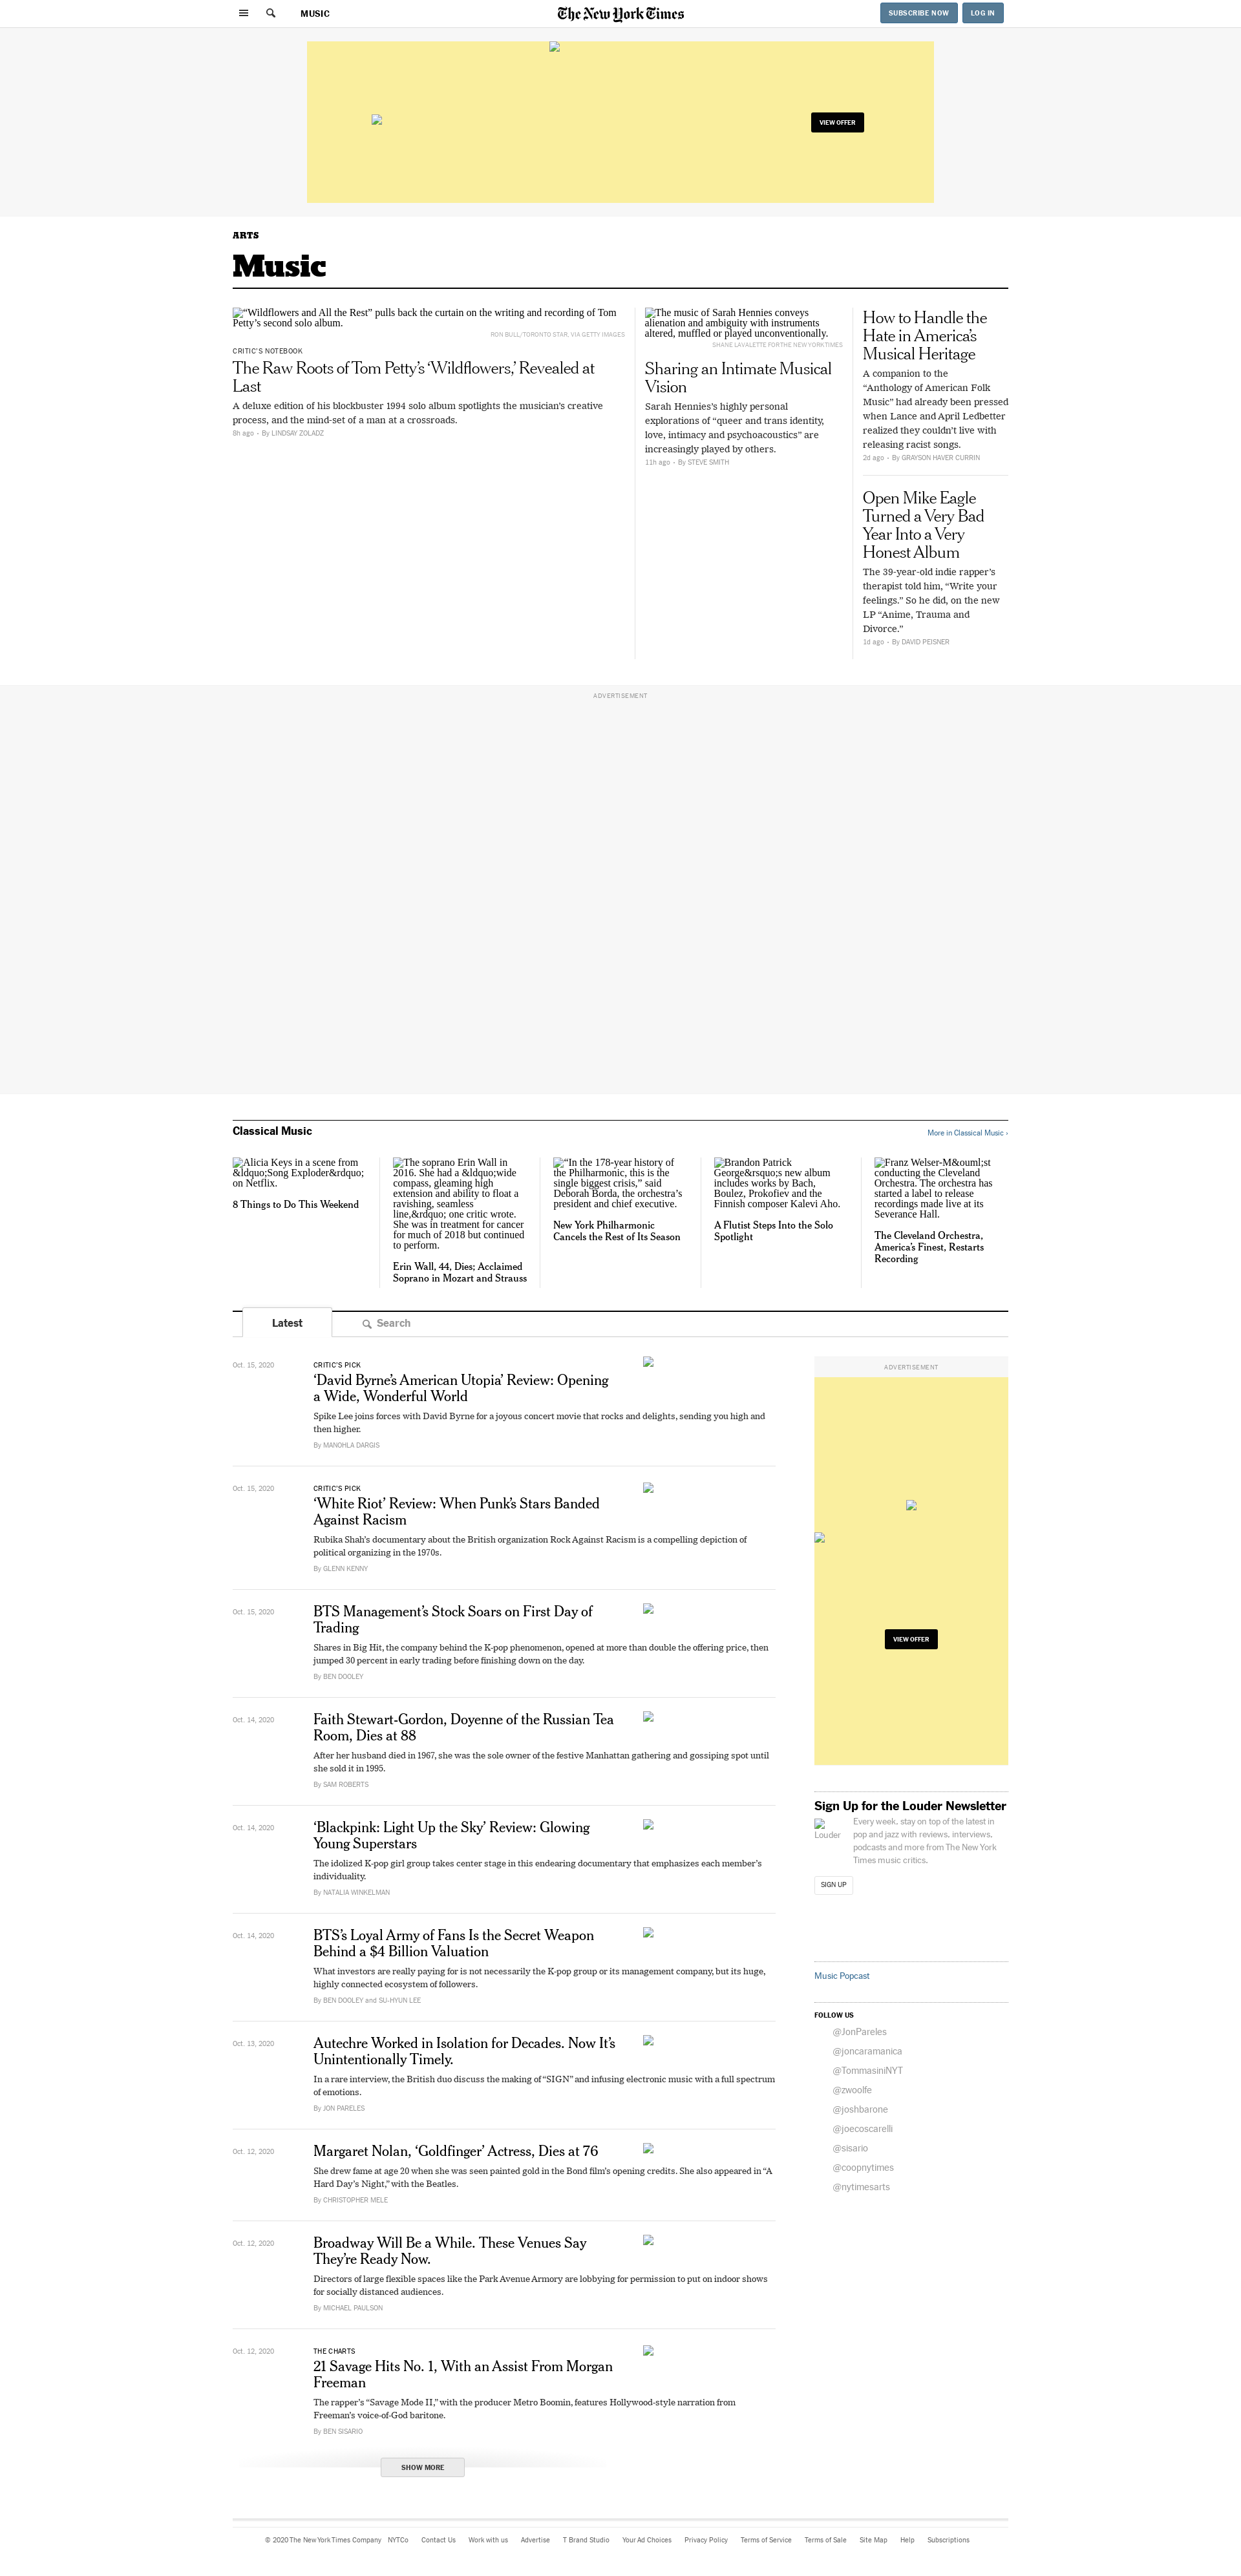 MUSIC
The New York Times
SUBSCRIBE NOW
LOG IN
VIEW OFFER
ARTS
Music
“Wildflowers and All the Rest” pulls back the curtain on the writing and recording of Tom
Petty’s second solo album.
RON BULL/TORONTO STAR, VIA GETTY IMAGES
CRITIC’S NOTEBOOK
The Raw Roots of Tom Petty’s ‘Wildflowers,’ Revealed at
Last
A deluxe edition of his blockbuster 1994 solo album spotlights the musician’s creative
process, and the mind-set of a man at a crossroads.
8h ago - By LINDSAY ZOLADZ
The music of Sarah Hennies conveys
alienation and ambiguity with instruments
altered, muffled or played unconventionally.
SHANE LAVALETTE FOR THE NEW YORK TIMES
Sharing an Intimate Musical
Vision
Sarah Hennies’s highly personal
explorations of “queer and trans identity,
love, intimacy and psychoacoustics” are
increasingly played by others.
11h ago - By STEVE SMITH
How to Handle the
Hate in America’s
Musical Heritage
A companion to the
“Anthology of American Folk
Music” had already been pressed
when Lance and April Ledbetter
realized they couldn’t live with
releasing racist songs.
2d ago - By GRAYSON HAVER CURRIN
Open Mike Eagle
Turned a Very Bad
Year Into a Very
Honest Album
The 39-year-old indie rapper’s
therapist told him, “Write your
feelings.” So he did, on the new
LP “Anime, Trauma and
Divorce.”
1d ago - By DAVID PEISNER
ADVERTISEMENT
Classical Music
More in Classical Music ›
Alicia Keys in a scene from
&ldquo;Song Exploder&rdquo;
on Netflix.
8 Things to Do This Weekend
The soprano Erin Wall in
2016. She had a &ldquo;wide
compass, gleaming high
extension and ability to float a
ravishing, seamless
line,&rdquo; one critic wrote.
She was in treatment for cancer
for much of 2018 but continued
to perform.
Erin Wall, 44, Dies; Acclaimed
Soprano in Mozart and Strauss
“In the 178-year history of
the Philharmonic, this is the
single biggest crisis,” said
Deborah Borda, the orchestra’s
president and chief executive.
New York Philharmonic
Cancels the Rest of Its Season
Brandon Patrick
George&rsquo;s new album
includes works by Bach,
Boulez, Prokofiev and the
Finnish composer Kalevi Aho.
A Flutist Steps Into the Solo
Spotlight
Franz Welser-M&ouml;st
conducting the Cleveland
Orchestra. The orchestra has
started a label to release
recordings made live at its
Severance Hall.
The Cleveland Orchestra,
America’s Finest, Restarts
Recording
Latest
Search
Oct. 15, 2020
CRITIC’S PICK
‘David Byrne’s American Utopia’ Review: Opening
a Wide, Wonderful World
Spike Lee joins forces with David Byrne for a joyous concert movie that rocks and delights, sending you high and
then higher.
By MANOHLA DARGIS
Oct. 15, 2020
CRITIC’S PICK
‘White Riot’ Review: When Punk’s Stars Banded
Against Racism
Rubika Shah’s documentary about the British organization Rock Against Racism is a compelling depiction of
political organizing in the 1970s.
By GLENN KENNY
Oct. 15, 2020
BTS Management’s Stock Soars on First Day of
Trading
Shares in Big Hit, the company behind the K-pop phenomenon, opened at more than double the offering price, then
jumped 30 percent in early trading before finishing down on the day.
By BEN DOOLEY
Oct. 14, 2020
Faith Stewart-Gordon, Doyenne of the Russian Tea
Room, Dies at 88
After her husband died in 1967, she was the sole owner of the festive Manhattan gathering and gossiping spot until
she sold it in 1995.
By SAM ROBERTS
Oct. 14, 2020
‘Blackpink: Light Up the Sky’ Review: Glowing
Young Superstars
The idolized K-pop girl group takes center stage in this endearing documentary that emphasizes each member’s
individuality.
By NATALIA WINKELMAN
Oct. 14, 2020
BTS’s Loyal Army of Fans Is the Secret Weapon
Behind a $4 Billion Valuation
What investors are really paying for is not necessarily the K-pop group or its management company, but its huge,
highly connected ecosystem of followers.
By BEN DOOLEY and SU-HYUN LEE
Oct. 13, 2020
Autechre Worked in Isolation for Decades. Now It’s
Unintentionally Timely.
In a rare interview, the British duo discuss the making of “SIGN” and infusing electronic music with a full spectrum
of emotions.
By JON PARELES
Oct. 12, 2020
Margaret Nolan, ‘Goldfinger’ Actress, Dies at 76
She drew fame at age 20 when she was seen painted gold in the Bond film’s opening credits. She also appeared in “A
Hard Day’s Night,” with the Beatles.
By CHRISTOPHER MELE
Oct. 12, 2020
Broadway Will Be a While. These Venues Say
They’re Ready Now.
Directors of large flexible spaces like the Park Avenue Armory are lobbying for permission to put on indoor shows
for socially distanced audiences.
By MICHAEL PAULSON
Oct. 12, 2020
THE CHARTS
21 Savage Hits No. 1, With an Assist From Morgan
Freeman
The rapper’s “Savage Mode II,” with the producer Metro Boomin, features Hollywood-style narration from
Freeman’s voice-of-God baritone.
By BEN SISARIO
SHOW MORE
ADVERTISEMENT
VIEW OFFER
Sign Up for the Louder Newsletter
Louder
Every week, stay on top of the latest in
pop and jazz with reviews, interviews,
podcasts and more from The New York
Times music critics.
SIGN UP
Music Popcast
FOLLOW US
@JonPareles
@joncaramanica
@TommasiniNYT
@zwoolfe
@joshbarone
@joecoscarelli
@sisario
@coopnytimes
@nytimesarts
© 2020 The New York Times Company NYTCo Contact Us Work with us Advertise T Brand Studio Your Ad Choices Privacy Policy Terms of Service Terms of Sale Site Map Help Subscriptions